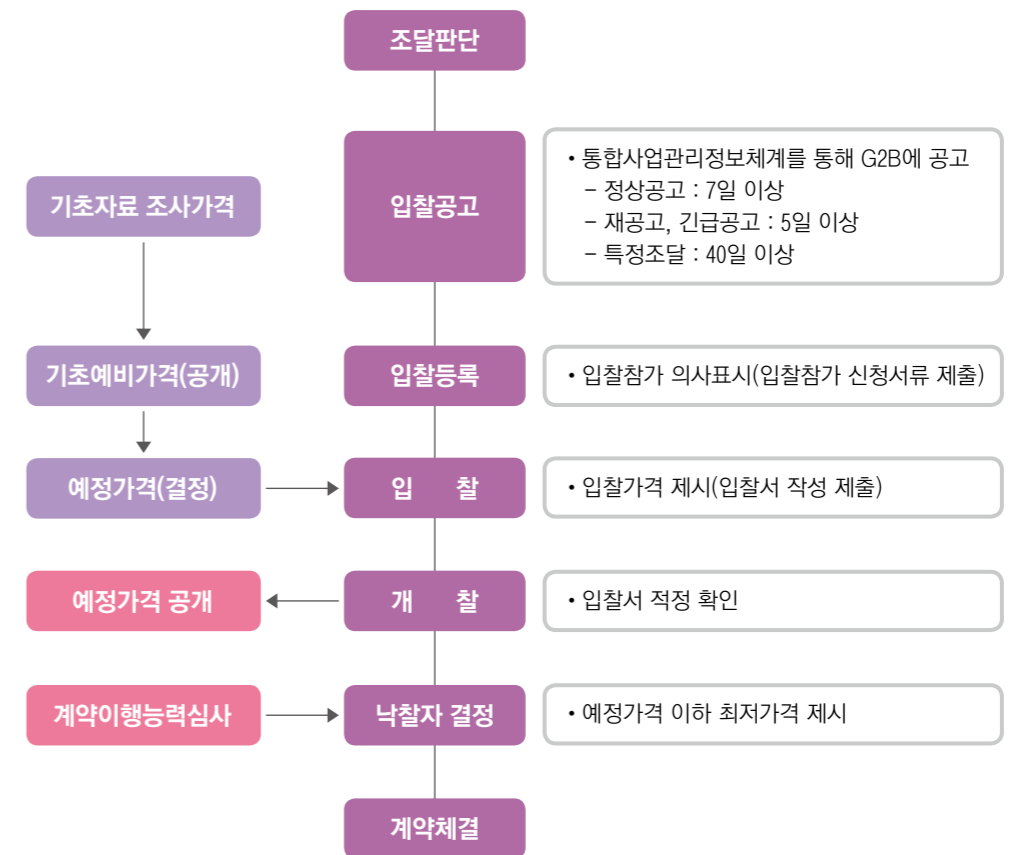 조달판단
기초자료 조사가격
입찰공고
• 통합사업관리정보체계를 통해 G2B에 공고
– 정상공고 : 7일 이상
– 재공고, 긴급공고 : 5일 이상
– 특정조달 : 40일 이상
기초예비가격(공개)
입찰등록
• 입찰참가 의사표시(입찰참가 신청서류 제출)
예정가격(결정)
입 찰
• 입찰가격 제시(입찰서 작성 제출)
예정가격 공개
개 찰
• 입찰서 적정 확인
계약이행능력심사
낙찰자 결정
• 예정가격 이하 최저가격 제시
계약체결